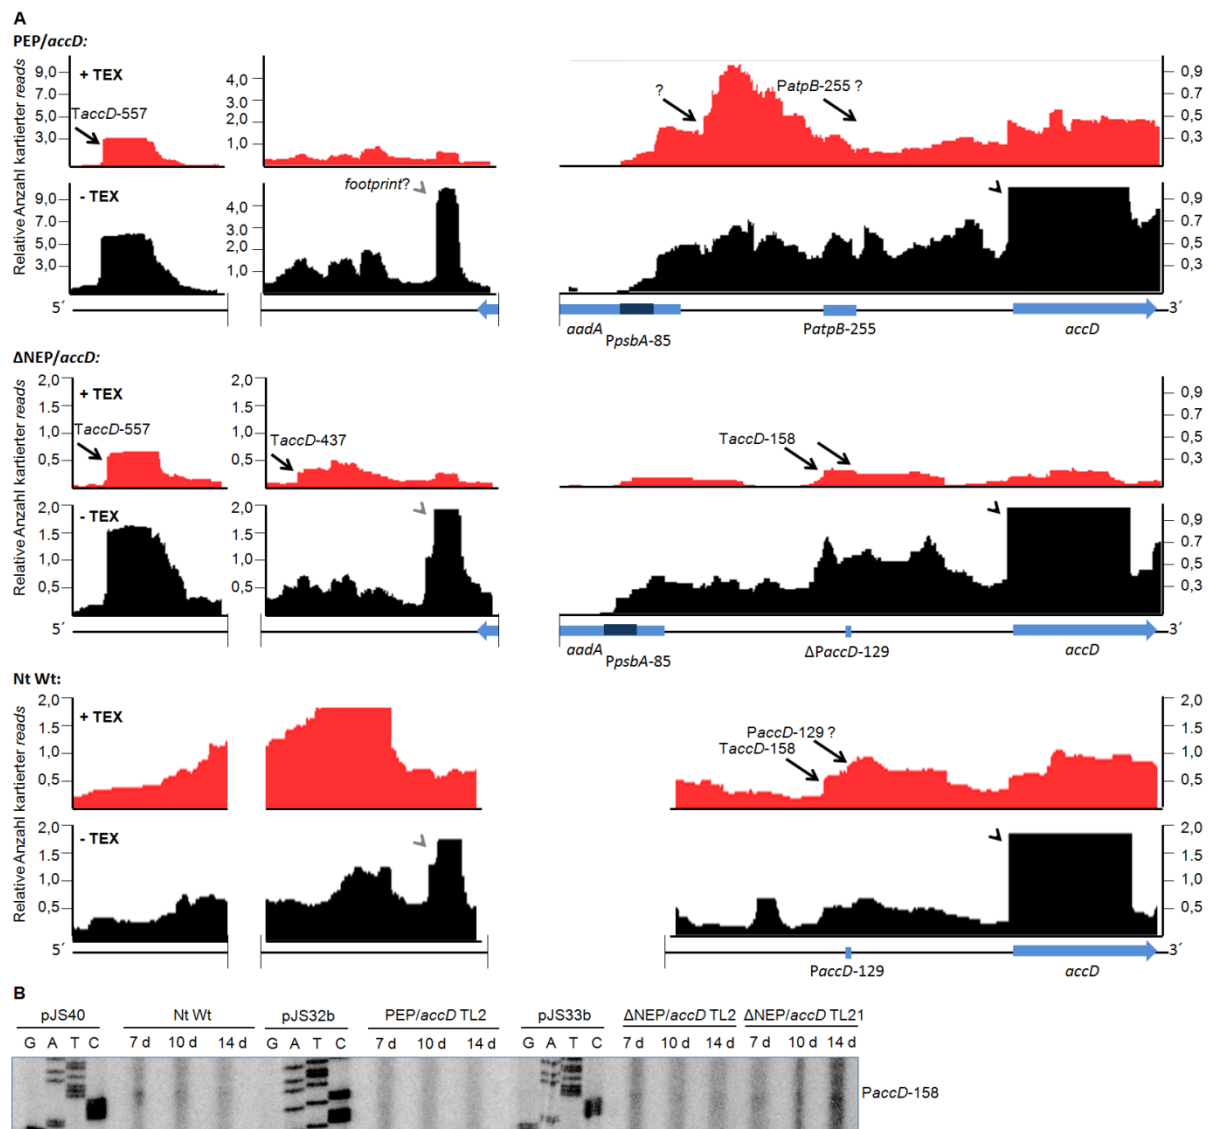 A
PEP/accD:
Relative Anzahl kartierter reads
+ TEX
9,0
7.0
5,0
3,0
TaccD-557
4,0
3,0
2,0
1,0
?
PatpB-255 ?
0,9
0.7
0,5
0,3
- TEX
9,0
7.0
5,0
3,0
footprint?
4,0
3,0
2,0
1,0
0,9
0.7
0,5
0,3
5´
aadA
PpsbA-85
PatpB-255
accD
3´
ΔNEP/accD:
Relative Anzahl kartierter reads
2,0
1.5
1,0
0,5
+ TEX
TaccD-557
2,0
1.5
1,0
0,5
TaccD-437
TaccD-158
0,9
0.7
0,5
0,3
2,0
1.5
1,0
0,5
- TEX
2,0
1.5
1,0
0,5
0,9
0.7
0,5
0,3
5´
aadA
PpsbA-85
ΔPaccD-129
accD
3´
Nt Wt:
Relative Anzahl kartierter reads
2,0
1.5
1,0
0,5
+ TEX
PaccD-129 ?
TaccD-158
2,0
1.5
1,0
0,5
2,0
1.5
1,0
0,5
- TEX
2,0
1.5
1,0
0,5
5´
PaccD-129
accD
3´
B
pJS40 Nt Wt pJS32b PEP/accD TL2 pJS33b ΔNEP/accD TL2 ΔNEP/accD TL21
G A T C 7 d 10 d 14 d G A T C 7 d 10 d 14 d G A T C 7 d 10 d 14 d 7 d 10 d 14 d
PaccD-158